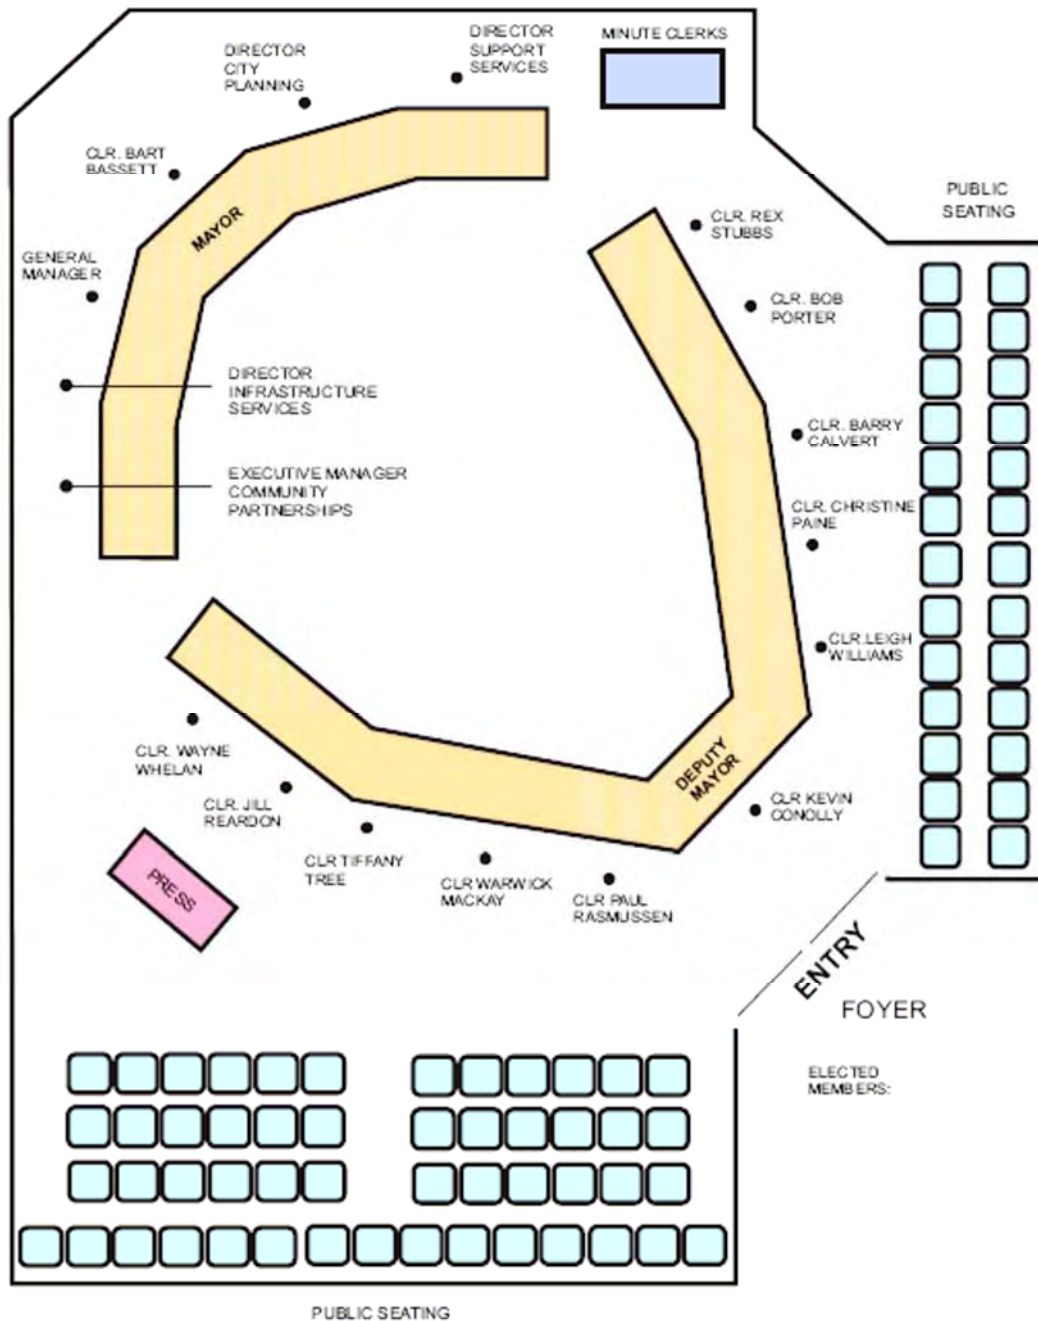 DIRECTOR
SUPPORT
SERVICES
MINUTE CLERKS
DIRECTOR
CITY
PLANNING
CLR. BART
BASSETT
MAYOR
GENERAL
MANAGER
PUBLIC
SEATING
CLR. REX
STUBBS
CLR. BOB
PORTER
DIRECTOR
INFRASTRUCTURE
SERVICES
CLR. BARRY
CALVERT
EXECUTIVE MANAGER
COMMUNITY
PARTNERSHIPS
CLR. CHRISTINE
PAINE
CLR.LEIGH
WILLIAMS
CLR. WAYNE
WHELAN
DEPUTY
MAYOR
CLR KEVIN
CONOLLY
CLR. JILL
REARDON
CLR TIFFANY
TREE
CLR WARWICK
MACKAY
CLR PAUL
RASMUSSEN
PRESS
ENTRY
FOYER
ELECTED
MEMBERS:
PUBLIC SEATING